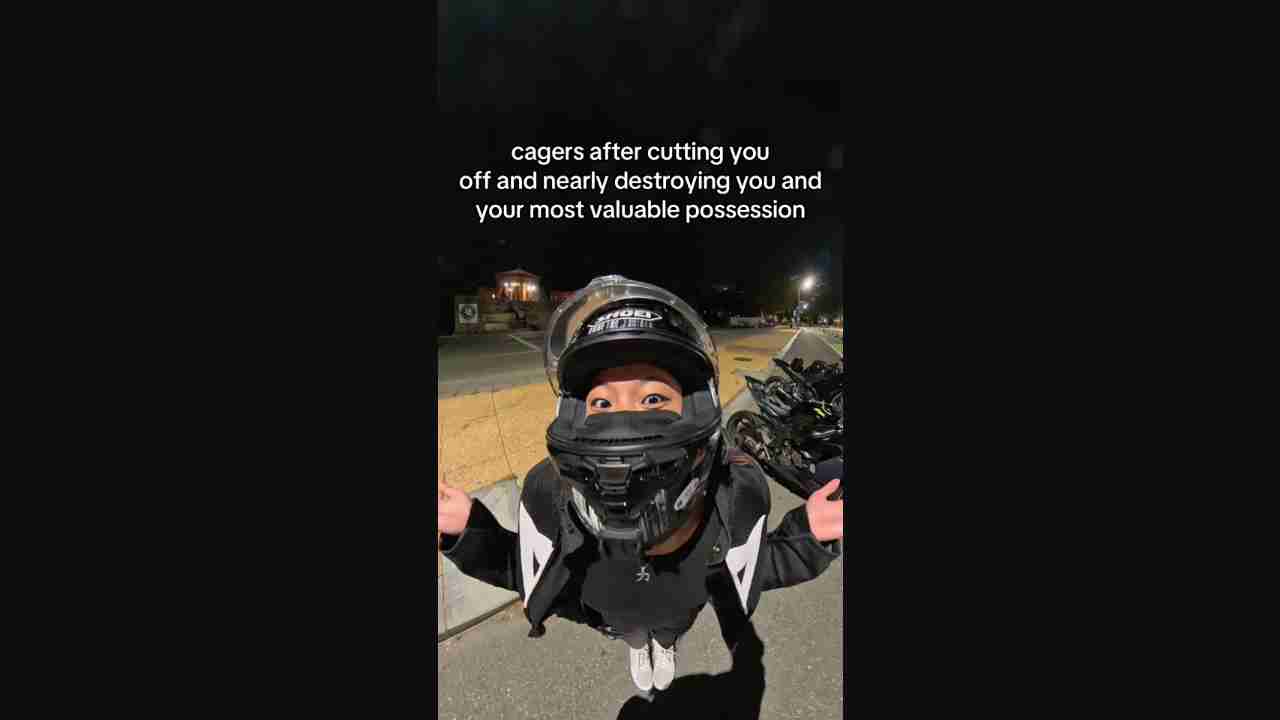 cagers after cutting you
off and nearly destroying you and
your most valuable possession
SHOEI